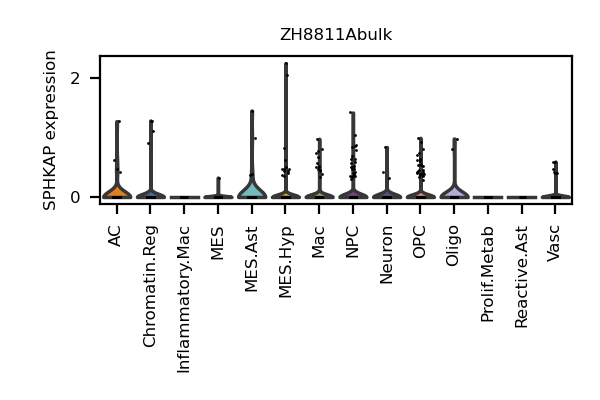 ZH8811Abulk
SPHKAP expression
2
0
AC
Chromatin.Reg
Inflammatory.Mac
MES
MES.Ast
MES.Hyp
Mac
NPC
Neuron
OPC
Oligo
Prolif.Metab
Reactive.Ast
Vasc